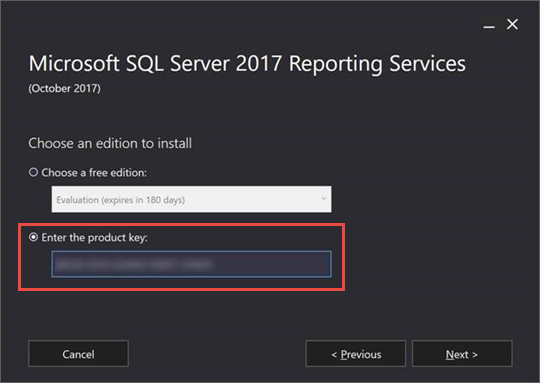 Microsoft SQL Server 2017 Reporting Services
(October 2017)
Choose an edition to install
Choose a free edition:
Evaluation (expires in 180 days)
Enter the product key:
Cancel
< Previous
Next >